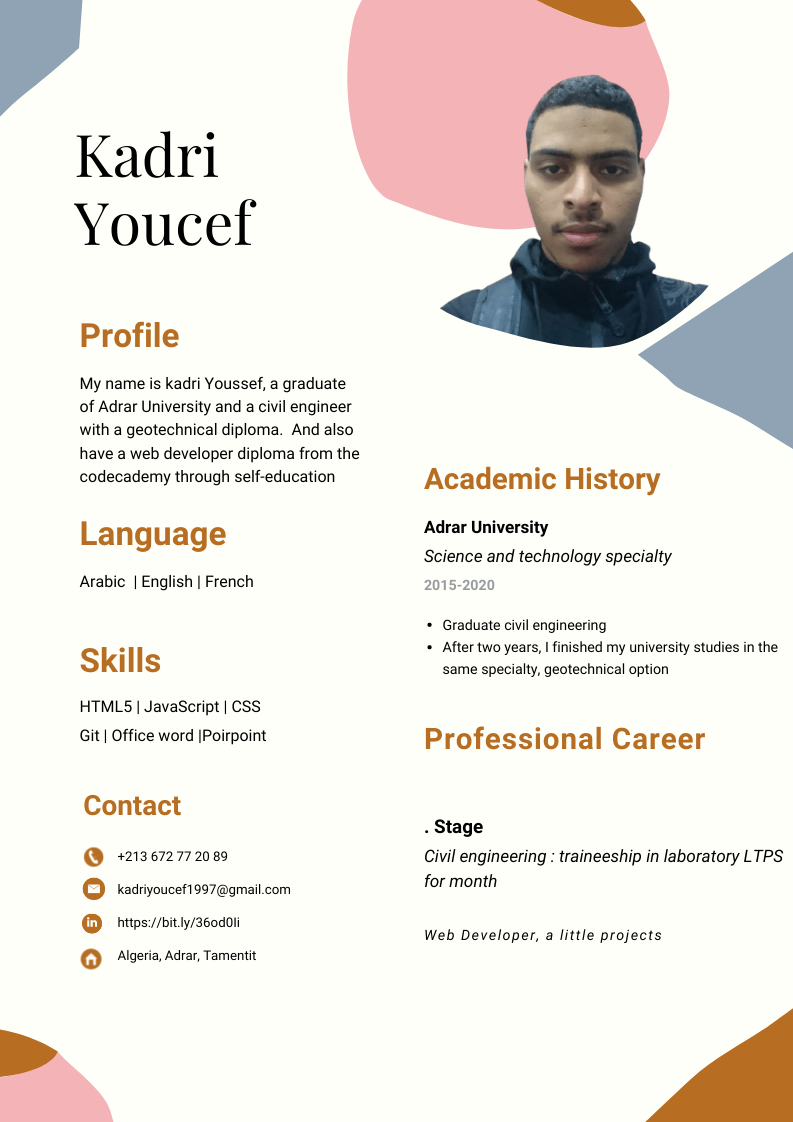 Kadri
Youcef
Profile
My name is kadri Youssef, a graduate
of Adrar University and a civil engineer
with a geotechnical diploma.  And also
have a web developer diploma from the
codecademy through self-education
Language
Arabic  | English | French
Skills
HTML5 | JavaScript | CSS
Git | Office word |Poirpoint
Contact
+213 672 77 20 89
kadriyoucef1997@gmail.com
in https://bit.ly/36od0Ii
Algeria, Adrar, Tamentit
Academic History
Adrar University
Science and technology specialty
2015-2020
• Graduate civil engineering
• After two years, I finished my university studies in the
same specialty, geotechnical option
Professional Career
. Stage
Civil engineering : traineeship in laboratory LTPS
for month
Web Developer, a little projects